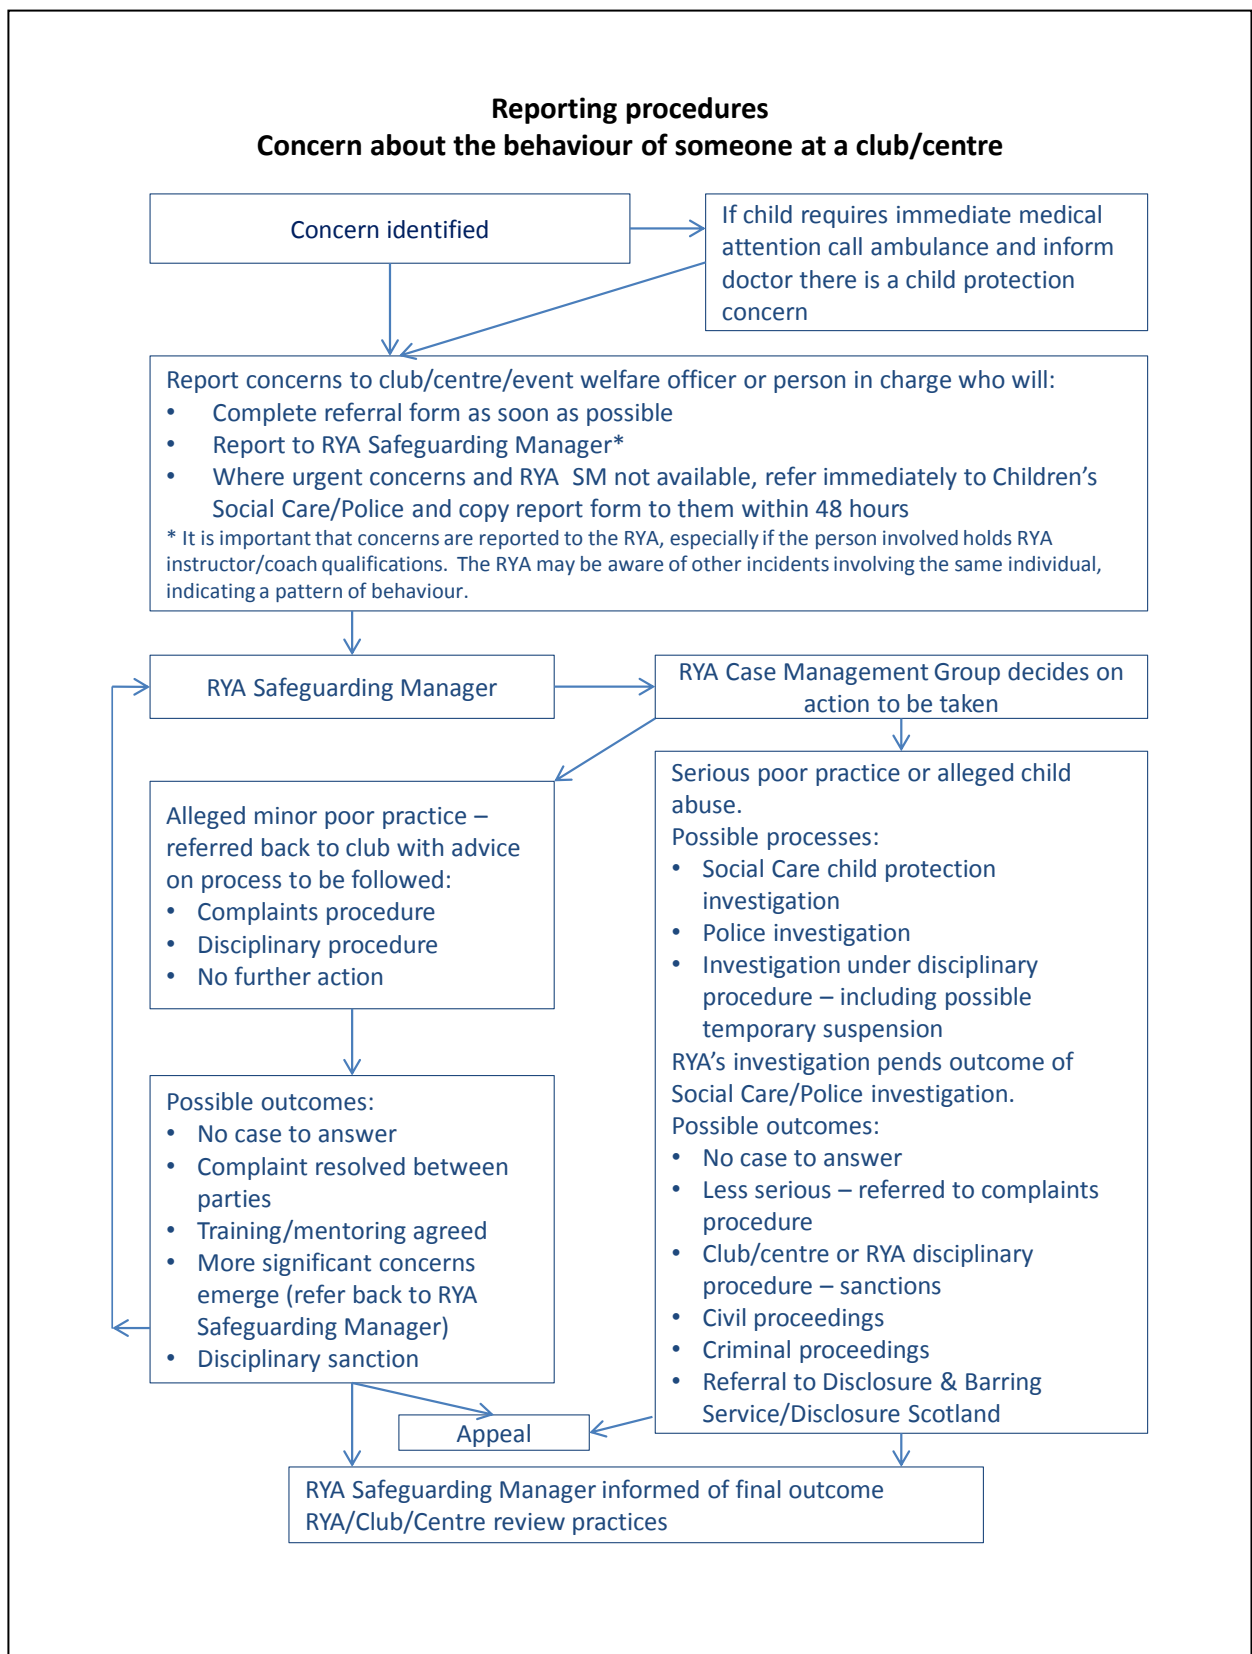 Reporting procedures
Concern about the behaviour of someone at a club/centre
Concern identified
If child requires immediate medical
attention call ambulance and inform
doctor there is a child protection
concern
Report concerns to club/centre/event welfare officer or person in charge who will:
• Complete referral form as soon as possible
• Report to RYA Safeguarding Manager*
• Where urgent concerns and RYA SM not available, refer immediately to Children's
Social Care/Police and copy report form to them within 48 hours
* It is important that concerns are reported to the RYA, especially if the person involved holds RYA
instructor/coach qualifications. The RYA may be aware of other incidents involving the same individual,
indicating a pattern of behaviour.
RYA Safeguarding Manager
RYA Case Management Group decides on
action to be taken
Alleged minor poor practice –
referred back to club with advice
on process to be followed:
• Complaints procedure
• Disciplinary procedure
• No further action
Serious poor practice or alleged child
abuse.
Possible processes:
• Social Care child protection
investigation
• Police investigation
• Investigation under disciplinary
procedure – including possible
temporary suspension
RYA's investigation pends outcome of
Social Care/Police investigation.
Possible outcomes:
• No case to answer
• Less serious – referred to complaints
procedure
• Club/centre or RYA disciplinary
procedure – sanctions
• Civil proceedings
• Criminal proceedings
• Referral to Disclosure & Barring
Service/Disclosure Scotland
Possible outcomes:
• No case to answer
• Complaint resolved between
parties
• Training/mentoring agreed
• More significant concerns
emerge (refer back to RYA
Safeguarding Manager)
• Disciplinary sanction
Appeal
RYA Safeguarding Manager informed of final outcome
RYA/Club/Centre review practices